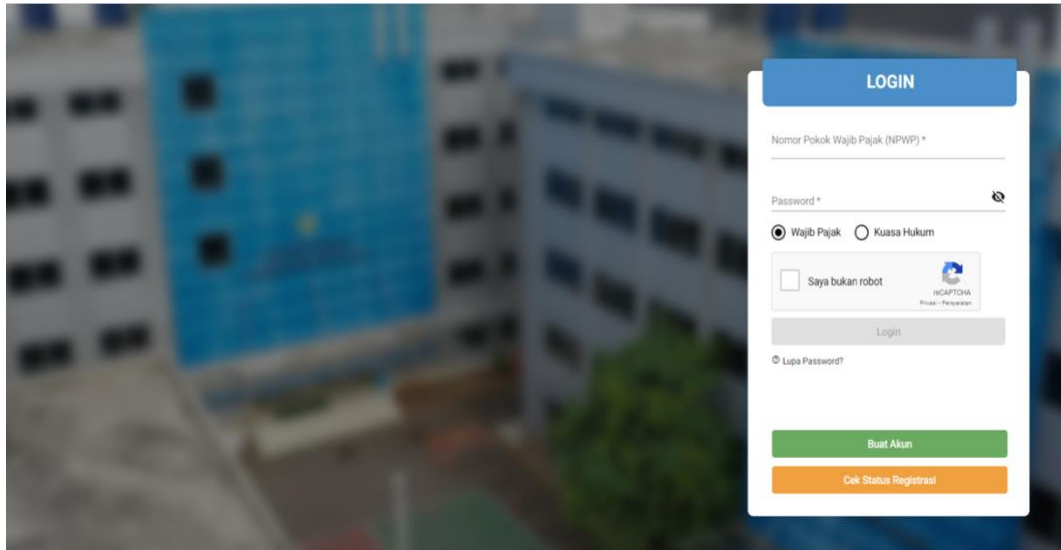 LOGIN
Nomor Pokok Wajib Pajak (NPWP) *
Password *
Wajib Pajak Kuasa Hukum
Saya bukan robot
reCAPTCHA
Privasi - Persyaratan
Login
Lupa Password?
Buat Akun
Cek Status Registrasi